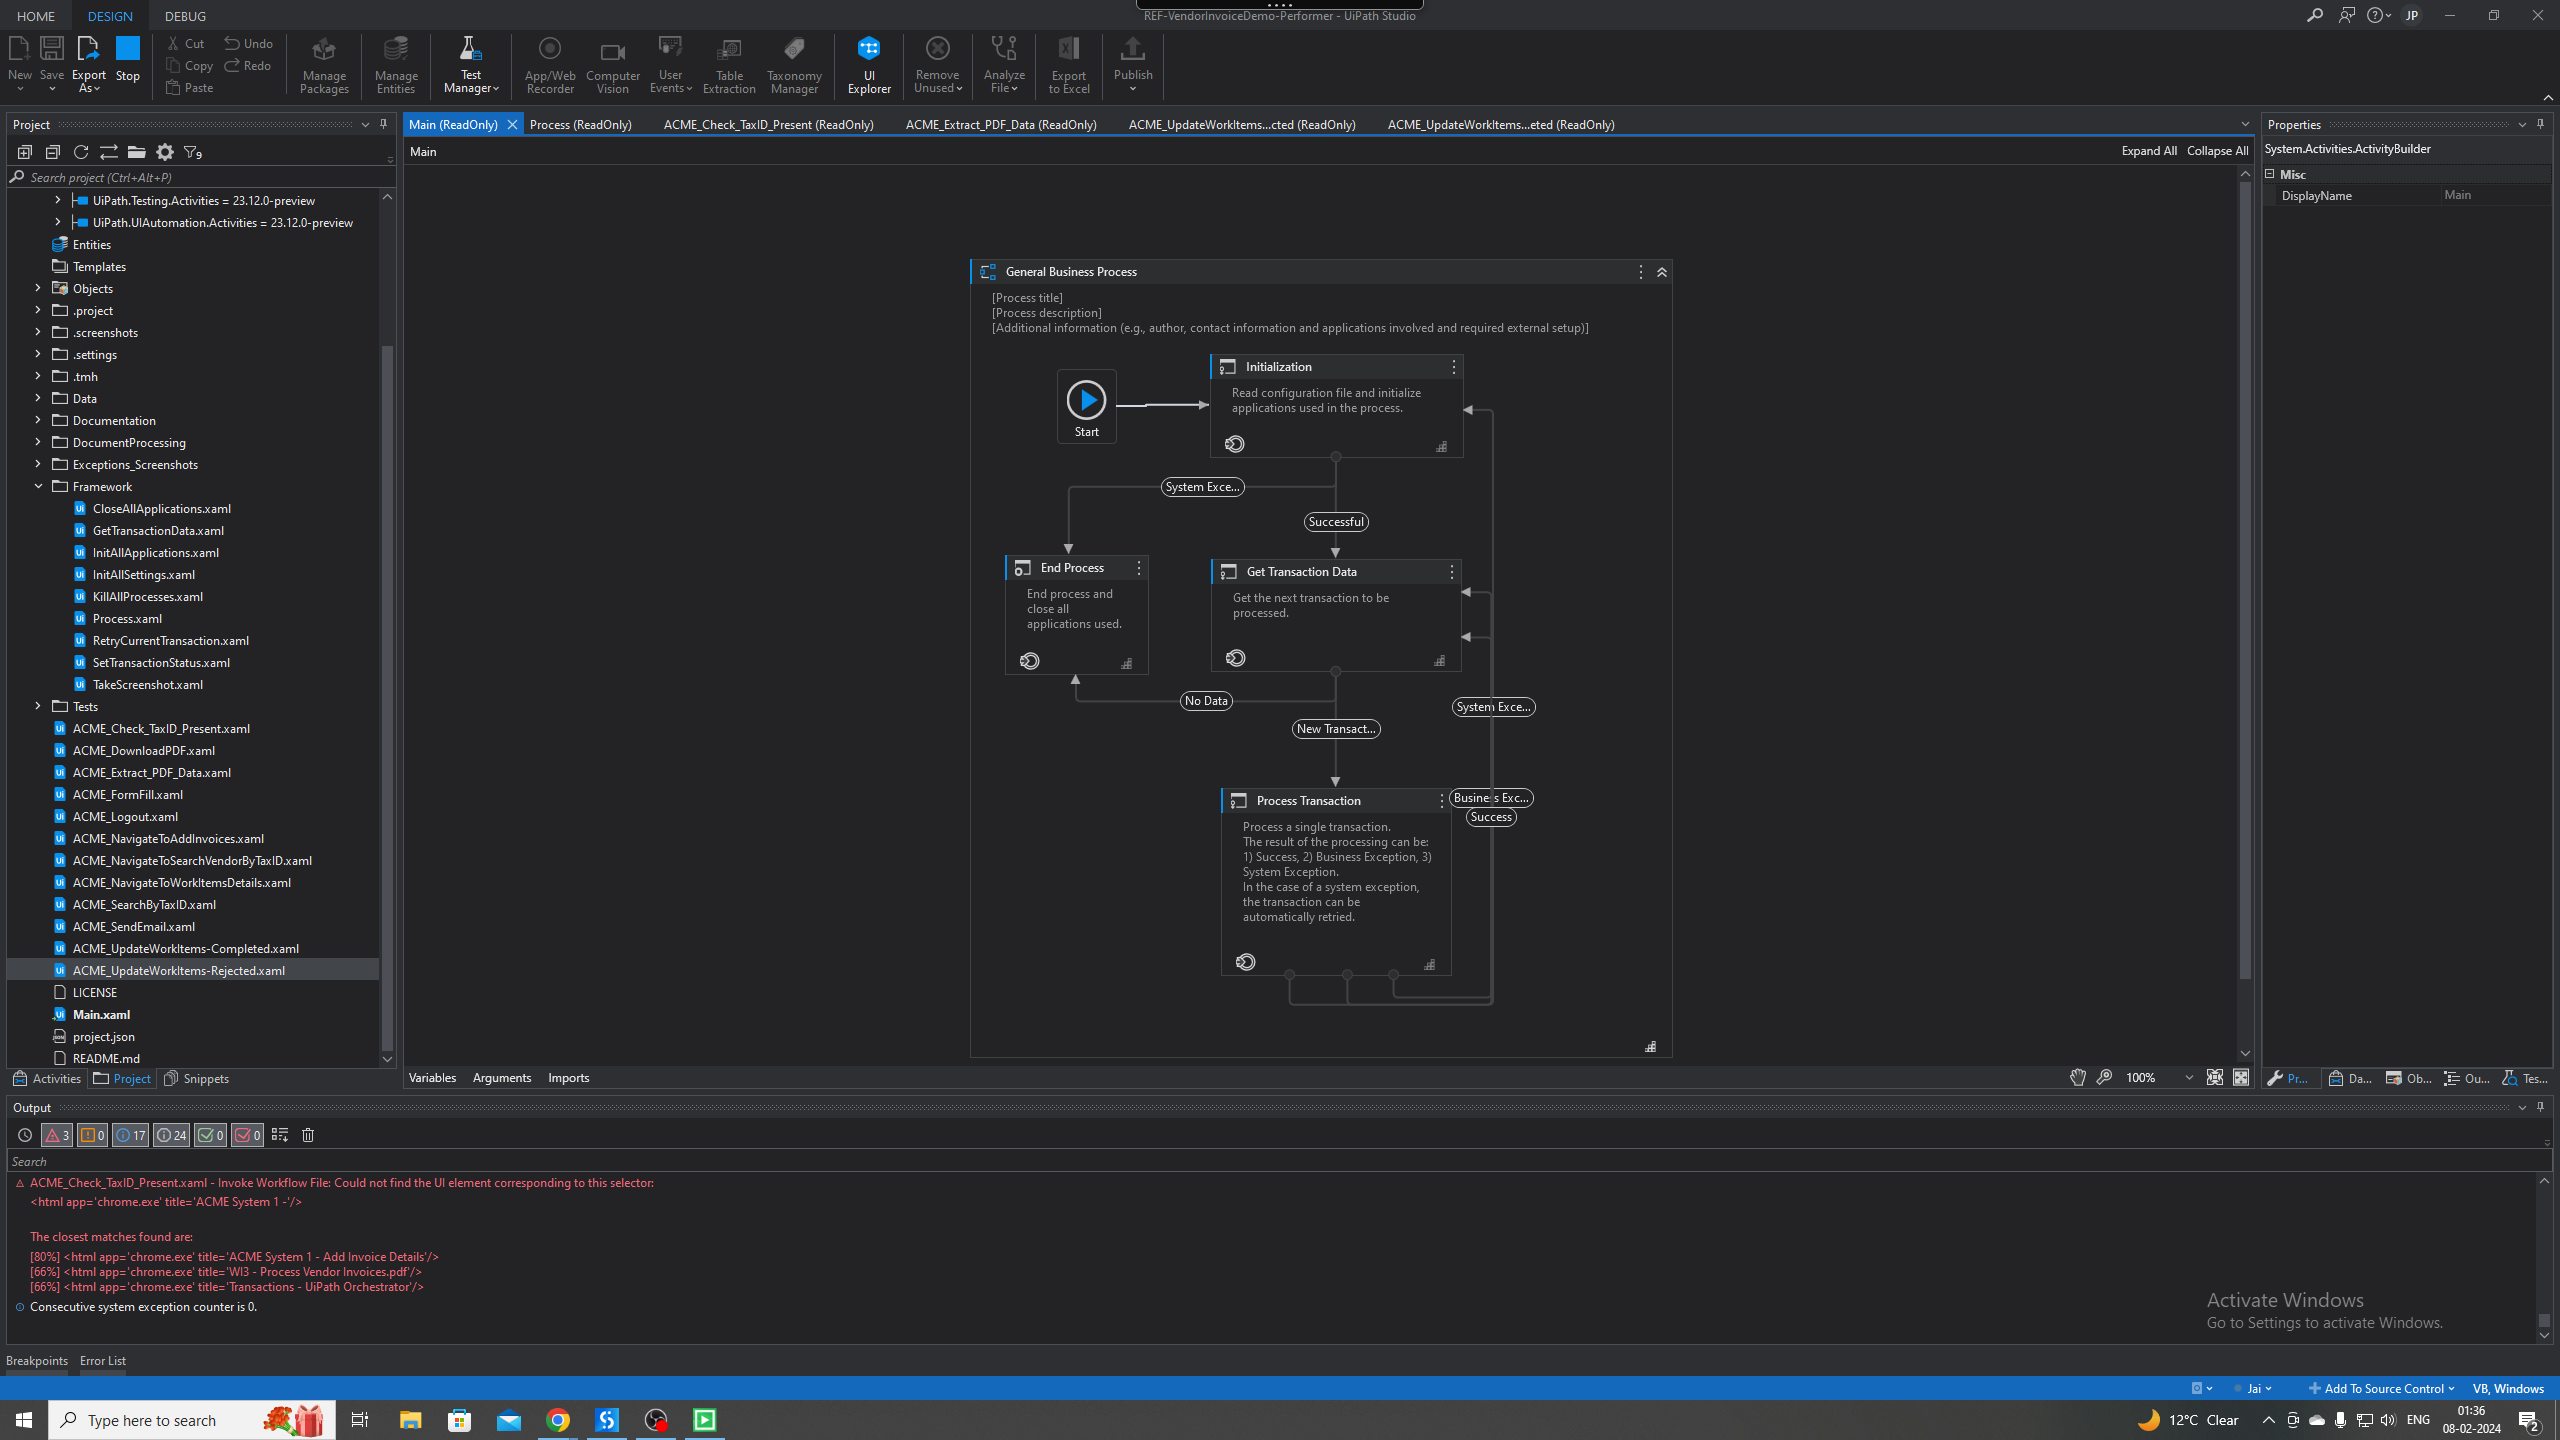 HOME DESIGN DEBUG
REF-VendorInvoiceDemo-Performer - UiPath Studio
JP
New Save Export As Stop
Cut Undo
Copy Redo
Paste
Manage Packages
Manage Entities
Test Manager
App/Web Recorder
Computer Vision
User Events
Table Extraction
Taxonomy Manager
UI Explorer
Remove Unused
Analyze File
Export to Excel
Publish
Project
9
Search project (Ctrl+Alt+P)
UiPath.Testing.Activities = 23.12.0-preview
UiPath.UIAutomation.Activities = 23.12.0-preview
Entities
Templates
Objects
.project
.screenshots
.settings
.tmh
Data
Documentation
DocumentProcessing
Exceptions_Screenshots
Framework
CloseAllApplications.xaml
GetTransactionData.xaml
InitAllApplications.xaml
InitAllSettings.xaml
KillAllProcesses.xaml
Process.xaml
RetryCurrentTransaction.xaml
SetTransactionStatus.xaml
TakeScreenshot.xaml
Tests
ACME_Check_TaxID_Present.xaml
ACME_DownloadPDF.xaml
ACME_Extract_PDF_Data.xaml
ACME_FormFill.xaml
ACME_Logout.xaml
ACME_NavigateToAddInvoices.xaml
ACME_NavigateToSearchVendorByTaxID.xaml
ACME_NavigateToWorkItemsDetails.xaml
ACME_SearchByTaxID.xaml
ACME_SendEmail.xaml
ACME_UpdateWorkItems-Completed.xaml
ACME_UpdateWorkItems-Rejected.xaml
LICENSE
Main.xaml
project.json
README.md
Activities Project Snippets
Main (ReadOnly) Process (ReadOnly) ACME_Check_TaxID_Present (ReadOnly) ACME_Extract_PDF_Data (ReadOnly) ACME_UpdateWorkItems...cted (ReadOnly) ACME_UpdateWorkItems...eted (ReadOnly)
Main
Expand All Collapse All
General Business Process
[Process title]
[Process description]
[Additional information (e.g., author, contact information and applications involved and required external setup)]
Start
Initialization
Read configuration file and initialize
applications used in the process.
System Exce...
Successful
End Process
End process and
close all
applications used.
Get Transaction Data
Get the next transaction to be
processed.
No Data
New Transact...
System Exce...
Business Exc...
Success
Process Transaction
Process a single transaction.
The result of the processing can be:
1) Success, 2) Business Exception, 3)
System Exception.
In the case of a system exception,
the transaction can be
automatically retried.
Variables Arguments Imports
100%
Properties
System.Activities.ActivityBuilder
Misc
DisplayName Main
Pr... Da... Ob... Ou... Tes...
Output
3 0 17 24 0 0
Search
ACME_Check_TaxID_Present.xaml - Invoke Workflow File: Could not find the UI element corresponding to this selector:
<html app='chrome.exe' title='ACME System 1 -'/>
The closest matches found are:
[80%] <html app='chrome.exe' title='ACME System 1 - Add Invoice Details'/>
[66%] <html app='chrome.exe' title='WI3 - Process Vendor Invoices.pdf'/>
[66%] <html app='chrome.exe' title='Transactions - UiPath Orchestrator'/>
Consecutive system exception counter is 0.
Activate Windows
Go to Settings to activate Windows.
Breakpoints Error List
Jai Add To Source Control VB, Windows
Type here to search
12°C Clear
ENG
01:36
08-02-2024
2